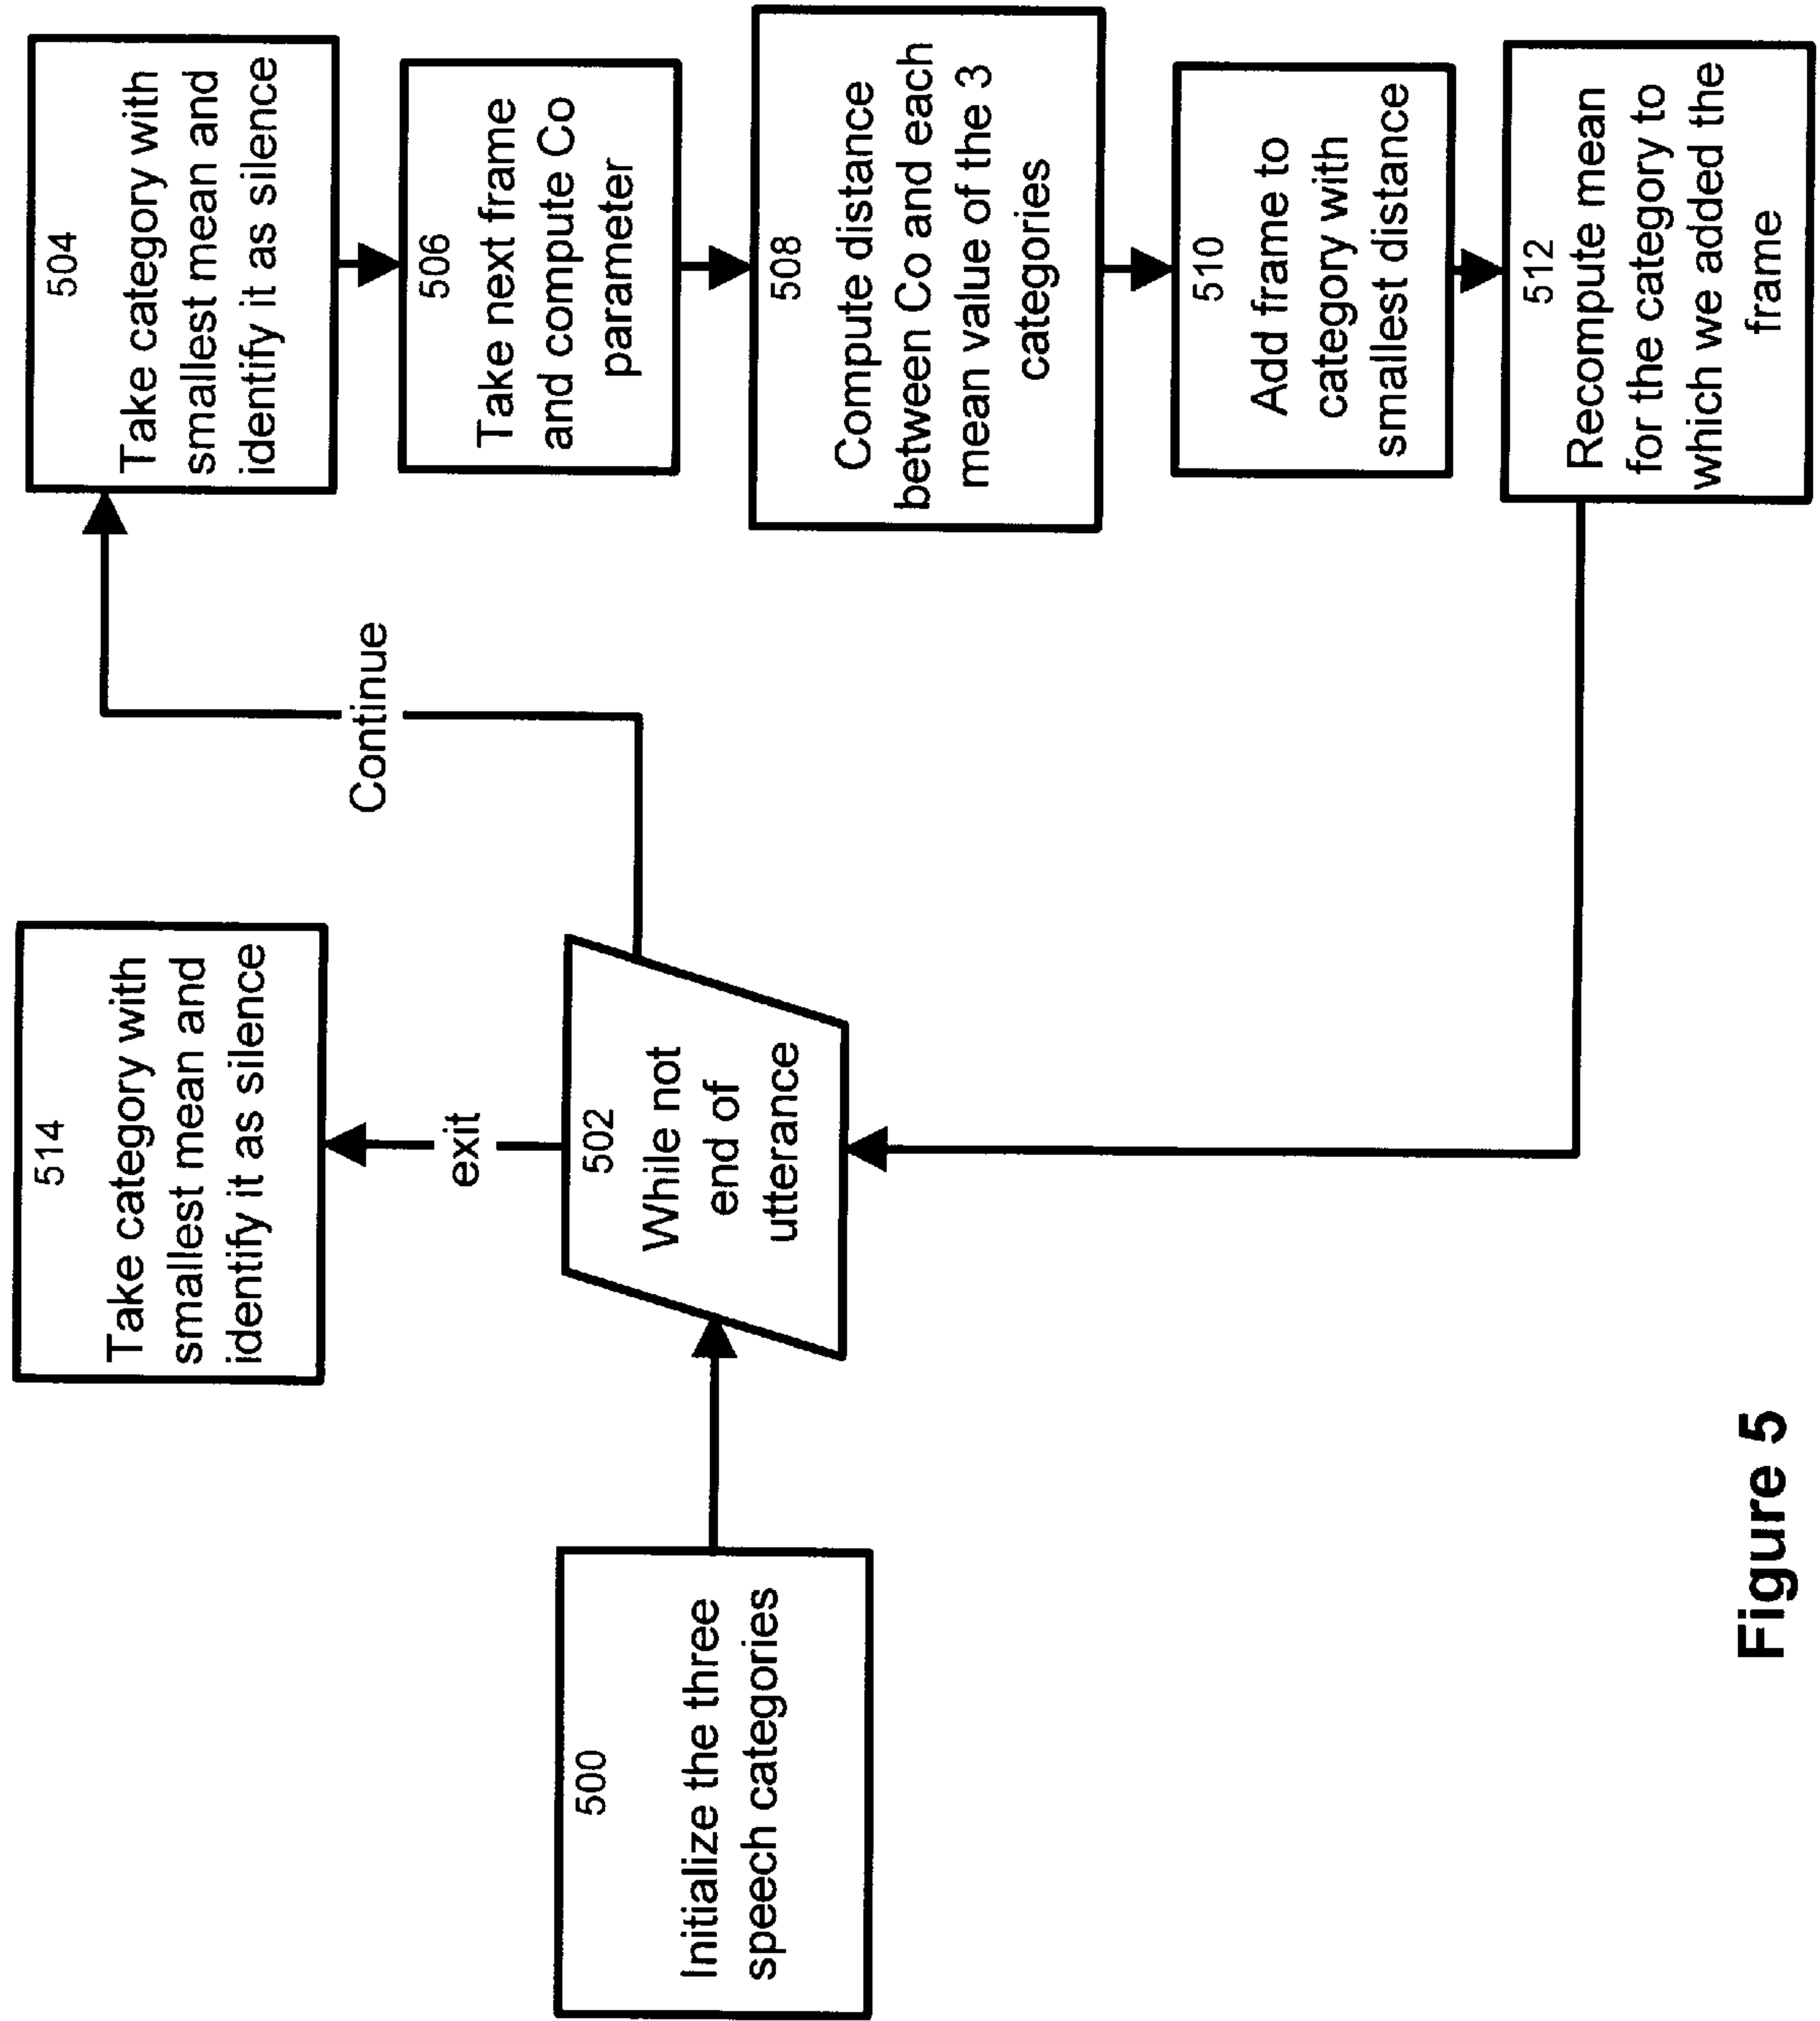 500
Initialize the three
speech categories
514
Take category with
smallest mean and
identify it as silence
exit
502
While not
end of
utterance
Continue
504
Take category with
smallest mean and
identify it as silence
506
Take next frame
and compute Co
parameter
508
Compute distance
between Co and each
mean value of the 3
categories
510
Add frame to
category with
smallest distance
512
Recompute mean
for the category to
which we added the
frame
Figure 5